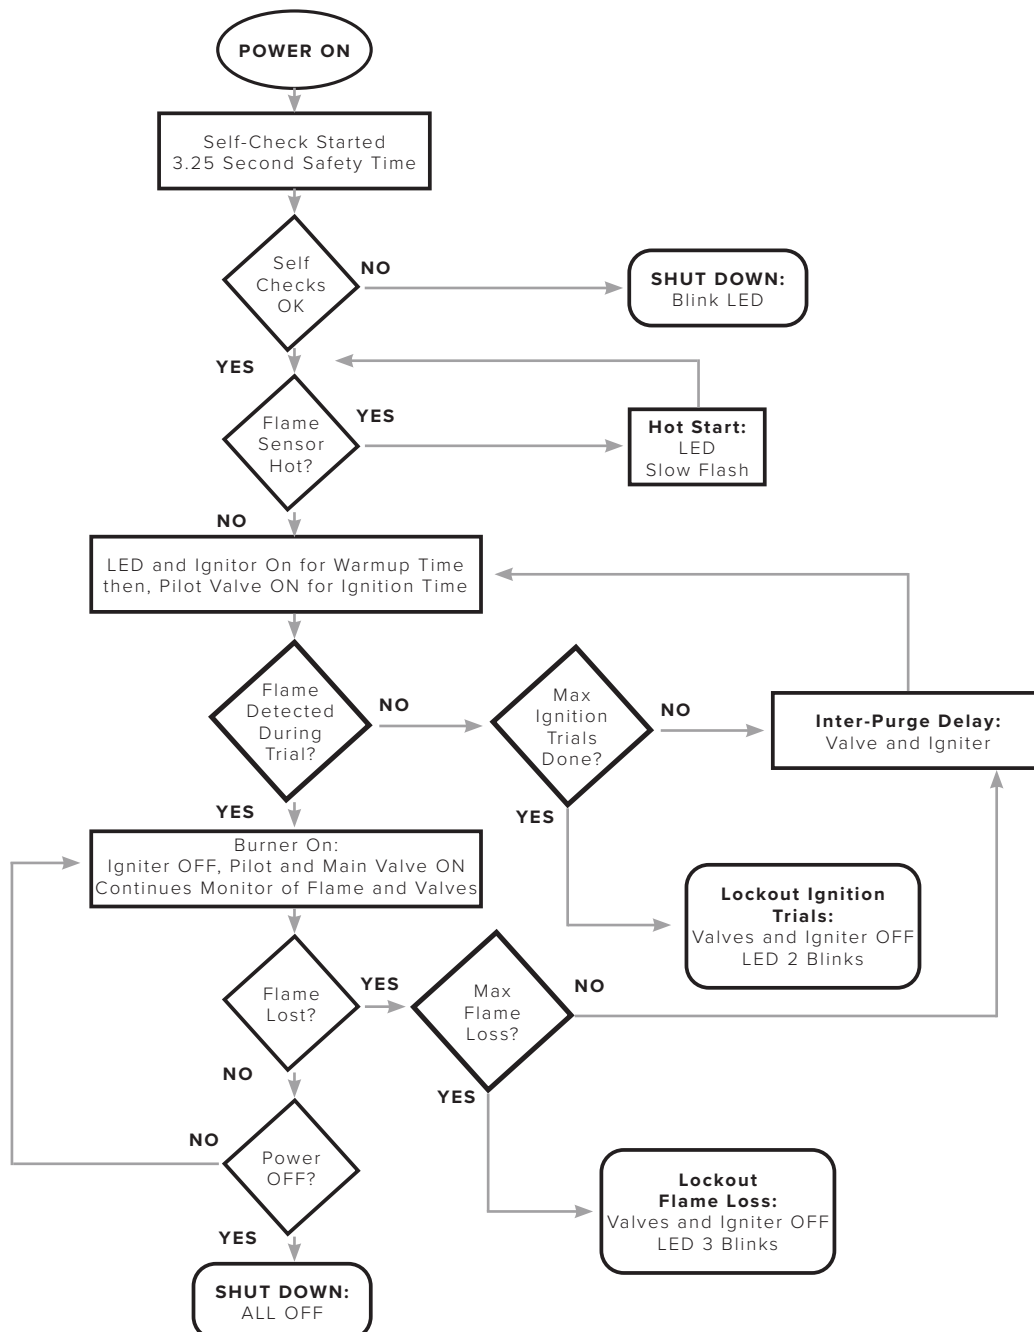 POWER ON
Self-Check Started
3.25 Second Safety Time
Self
Checks
OK
NO
SHUT DOWN:
Blink LED
YES
Flame
Sensor
Hot?
YES
Hot Start:
LED
Slow Flash
NO
LED and Ignitor On for Warmup Time
then, Pilot Valve ON for Ignition Time
Flame
Detected
During
Trial?
NO
Max
Ignition
Trials
Done?
NO
Inter-Purge Delay:
Valve and Igniter
YES
YES
Burner On:
Igniter OFF, Pilot and Main Valve ON
Continues Monitor of Flame and Valves
Lockout Ignition
Trials:
Valves and Igniter OFF
LED 2 Blinks
Flame
Lost?
YES
Max
Flame
Loss?
NO
NO
YES
Power
OFF?
NO
Lockout
Flame Loss:
Valves and Igniter OFF
LED 3 Blinks
YES
SHUT DOWN:
ALL OFF